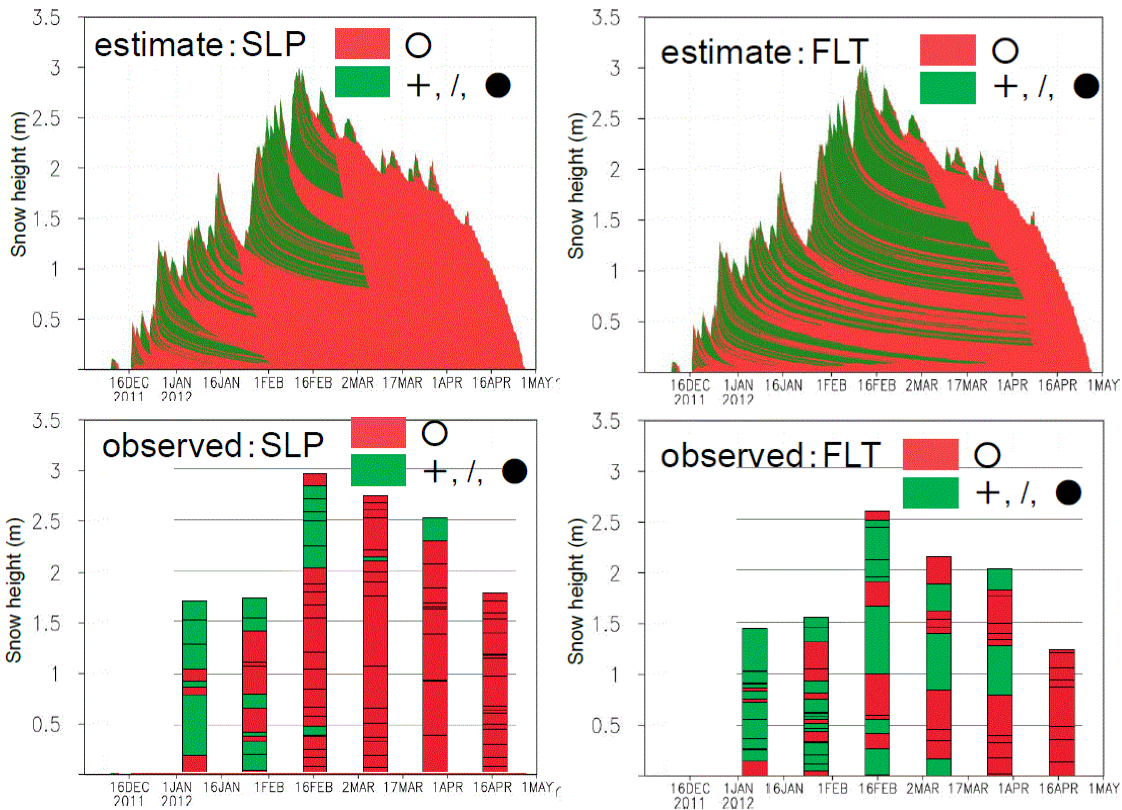 3.5
3
2.5
2
1.5
1
0.5
Snow height (m)
estimate:SLP
○
+, /, ●
16DEC 1JAN 16JAN 1FEB 16FEB 2MAR 17MAR 1APR 16APR 1MAY
2011 2012
3.5
3
2.5
2
1.5
1
0.5
Snow height (m)
estimate:FLT
○
+, /, ●
16DEC 1JAN 16JAN 1FEB 16FEB 2MAR 17MAR 1APR 16APR 1MAY
2011 2012
3.5
3
2.5
2
1.5
1
0.5
Snow height (m)
observed:SLP
○
+, /, ●
16DEC 1JAN 16JAN 1FEB 16FEB 2MAR 17MAR 1APR 16APR 1MAY
2011 2012
3.5
3
2.5
2
1.5
1
0.5
Snow height (m)
observed:FLT
○
+, /, ●
16DEC 1JAN 16JAN 1FEB 16FEB 2MAR 17MAR 1APR 16APR 1MAY
2011 2012